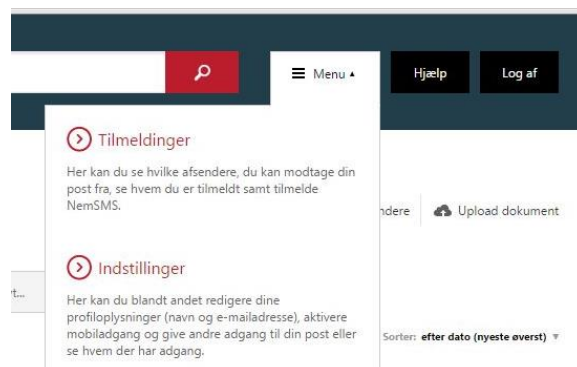 Menu
Hjælp
Log af
Tilmeldinger
Her kan du se hvilke afsendere, du kan modtage din
post fra, se hvem du er tilmeldt samt tilmelde
NemSMS.
ndere
Upload dokument
Indstillinger
Her kan du blandt andet redigere dine
profiloplysninger (navn og e-mailadresse), aktivere
mobiladgang og give andre adgang til din post eller
se hvem der har adgang.
Sorter: efter dato (nyeste øverst)